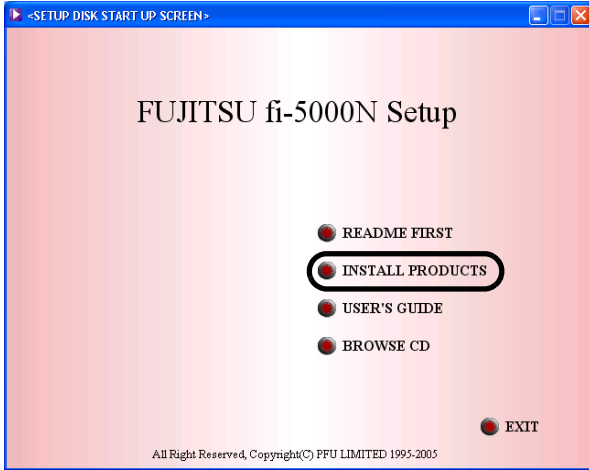 <SETUP DISK START UP SCREEN>
FUJITSU fi-5000N Setup
README FIRST
INSTALL PRODUCTS
USER'S GUIDE
BROWSE CD
EXIT
All Right Reserved, Copyright(C) PFU LIMITED 1995-2005